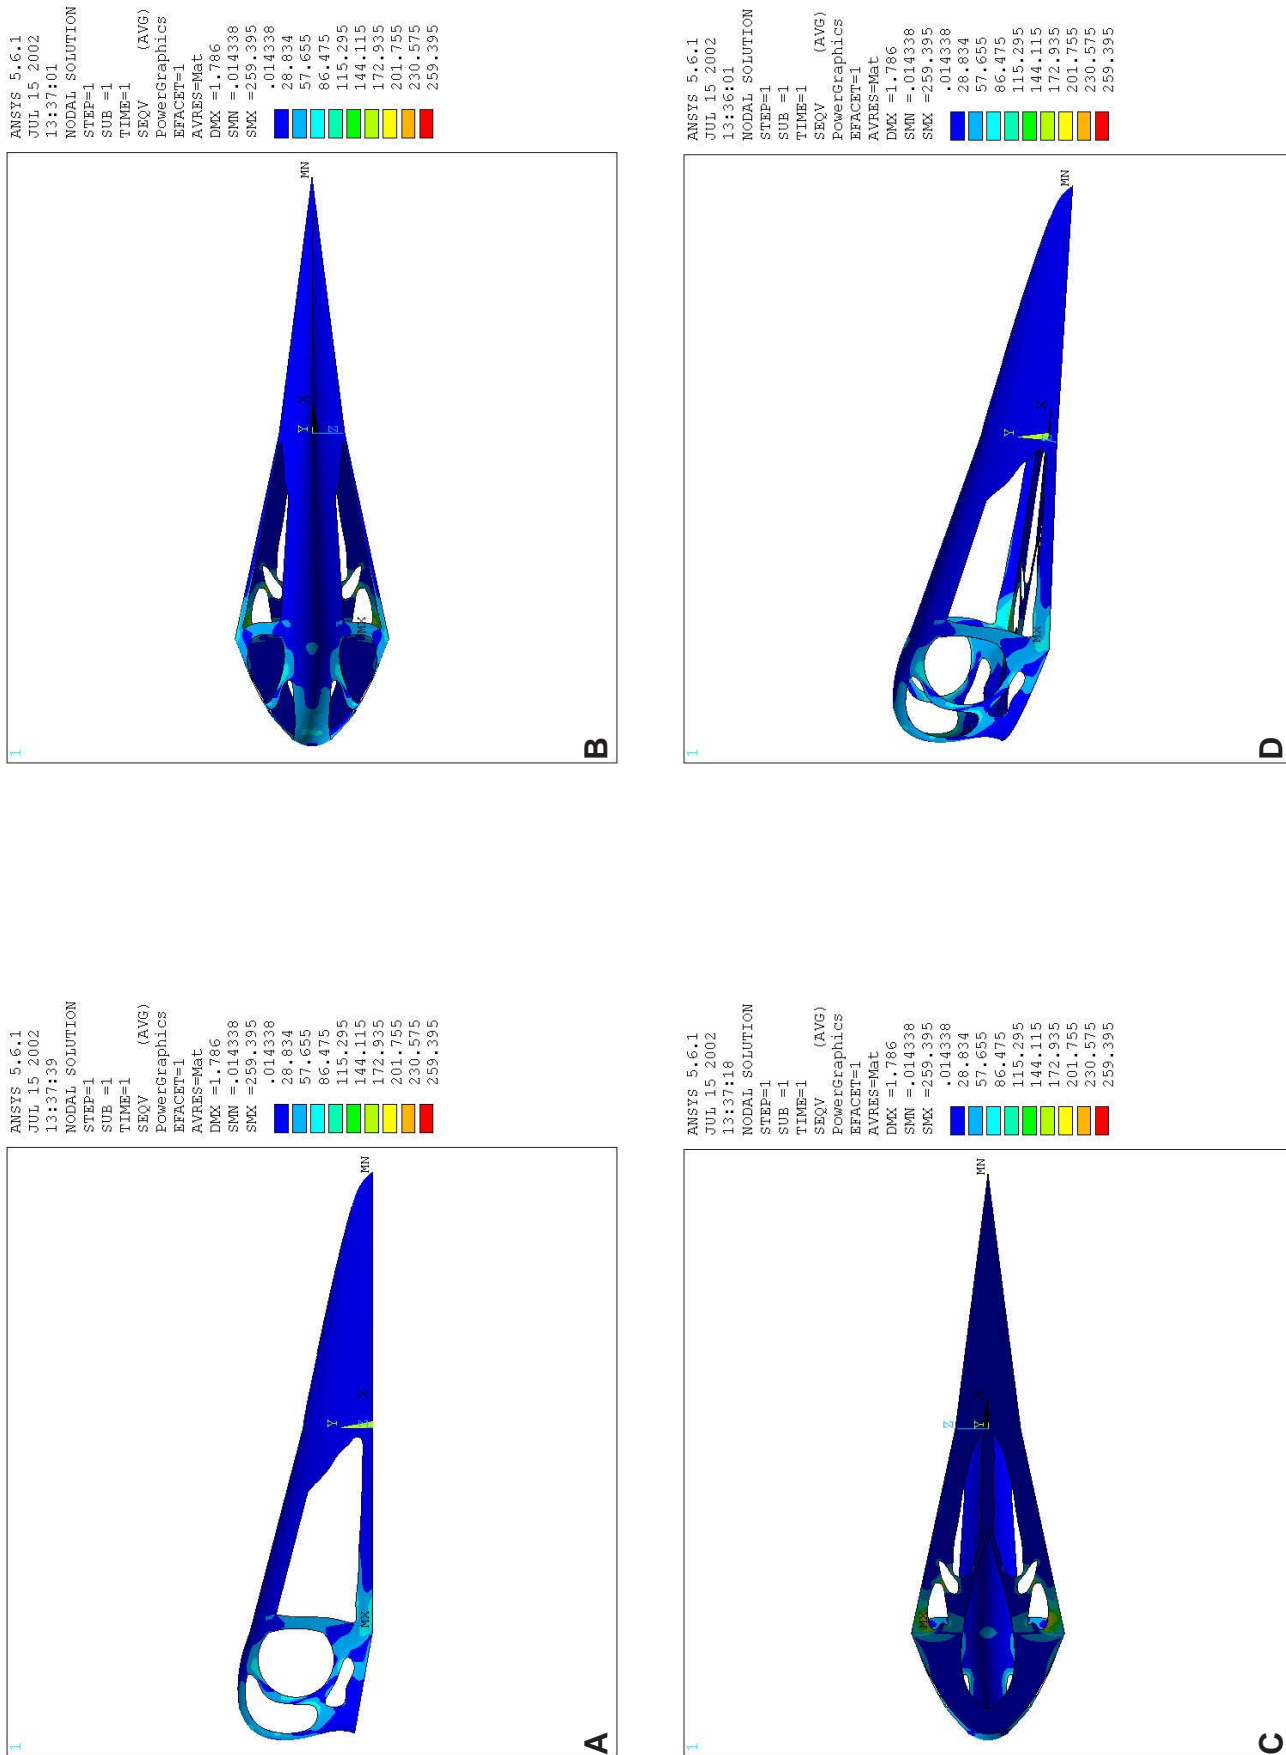 1
MN
MX
Y
Z
X
A
ANSYS 5.6.1
JUL 15 2002
13:37:39
NODAL SOLUTION
STEP=1
SUB =1
TIME=1
SEQV (AVG)
PowerGraphics
EFACET=1
AVRES=Mat
DMX =1.786
SMN =.014338
SMX =259.395
.014338
28.834
57.655
86.475
115.295
144.115
172.935
201.755
230.575
259.395
1
MN
MX
Y
Z
X
B
ANSYS 5.6.1
JUL 15 2002
13:37:01
NODAL SOLUTION
STEP=1
SUB =1
TIME=1
SEQV (AVG)
PowerGraphics
EFACET=1
AVRES=Mat
DMX =1.786
SMN =.014338
SMX =259.395
.014338
28.834
57.655
86.475
115.295
144.115
172.935
201.755
230.575
259.395
1
MN
MX
Z
Y
X
C
ANSYS 5.6.1
JUL 15 2002
13:37:18
NODAL SOLUTION
STEP=1
SUB =1
TIME=1
SEQV (AVG)
PowerGraphics
EFACET=1
AVRES=Mat
DMX =1.786
SMN =.014338
SMX =259.395
.014338
28.834
57.655
86.475
115.295
144.115
172.935
201.755
230.575
259.395
1
MN
MX
Y
X
D
ANSYS 5.6.1
JUL 15 2002
13:36:01
NODAL SOLUTION
STEP=1
SUB =1
TIME=1
SEQV (AVG)
PowerGraphics
EFACET=1
AVRES=Mat
DMX =1.786
SMN =.014338
SMX =259.395
.014338
28.834
57.655
86.475
115.295
144.115
172.935
201.755
230.575
259.395